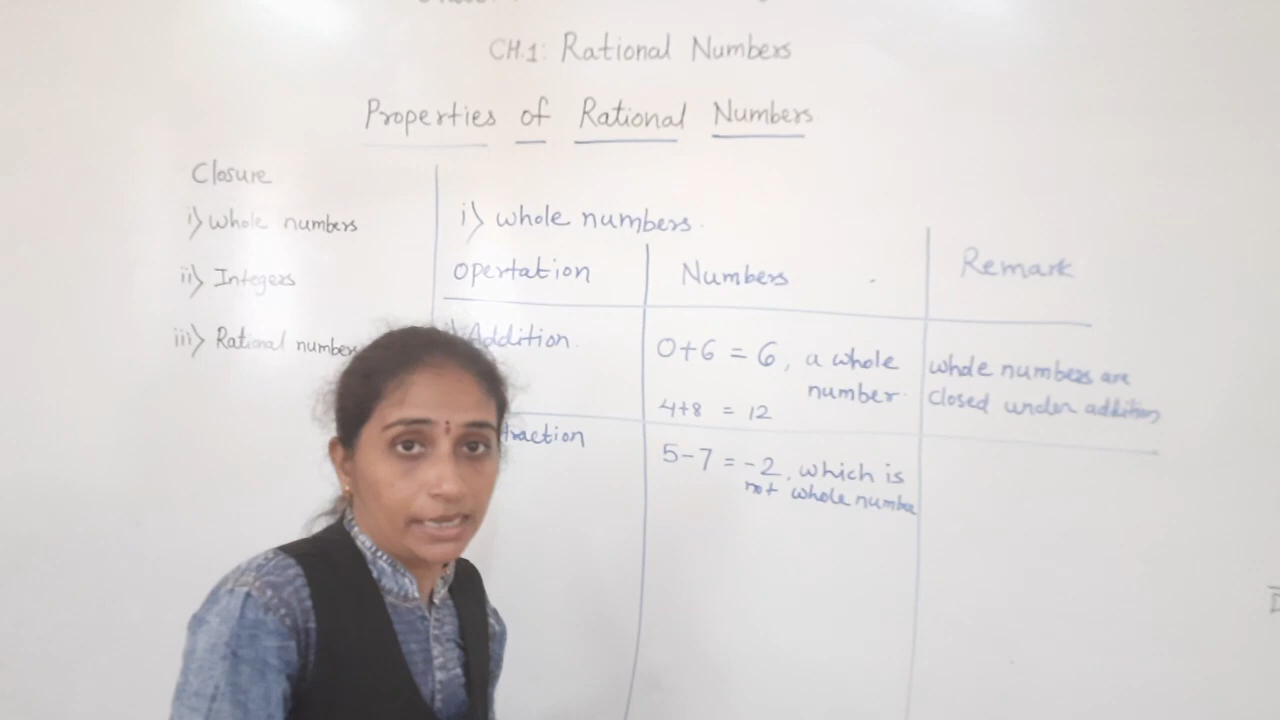 CH.1: Rational Numbers
Properties of Rational Numbers
Closure
i) Whole numbers
ii) Integers
iii) Rational number
i) whole numbers.
Opertation Numbers Remark
Addition. 0+6 = 6, a whole number. whole numbers are closed under addition
4+8 = 12
traction 5-7 = -2, which is not whole number